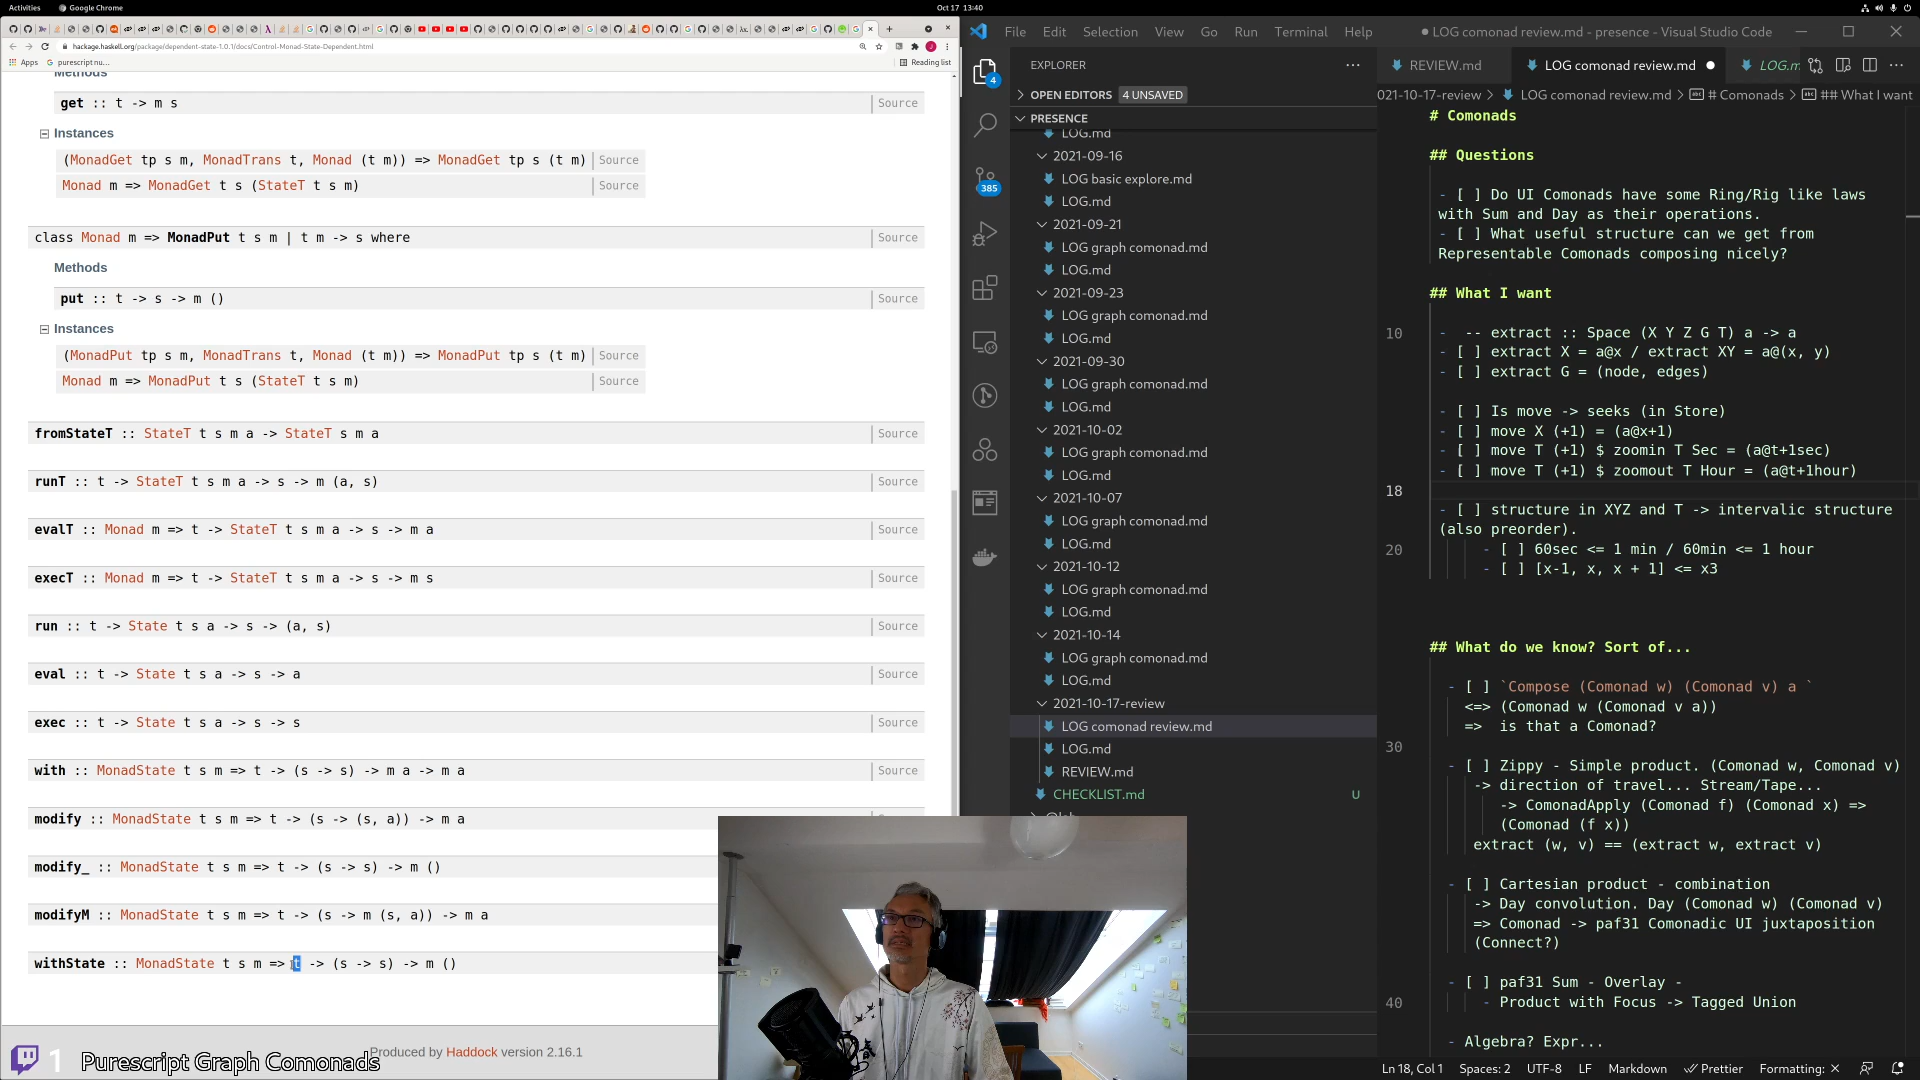 Activities
Google Chrome
Oct 17 13:40
hackage.haskell.org/package/dependent-state-1.0.1/docs/Control-Monad-State-Dependent.html
Apps
purescript nu...
Reading list
Methods
get :: t -> m s
Source
Instances
(MonadGet tp s m, MonadTrans t, Monad (t m)) => MonadGet tp s (t m)
Source
Monad m => MonadGet t s (StateT t s m)
Source
class Monad m => MonadPut t s m | t m -> s where
Source
Methods
put :: t -> s -> m ()
Source
Instances
(MonadPut tp s m, MonadTrans t, Monad (t m)) => MonadPut tp s (t m)
Source
Monad m => MonadPut t s (StateT t s m)
Source
fromStateT :: StateT t s m a -> StateT s m a
Source
runT :: t -> StateT t s m a -> s -> m (a, s)
Source
evalT :: Monad m => t -> StateT t s m a -> s -> m a
Source
execT :: Monad m => t -> StateT t s m a -> s -> m s
Source
run :: t -> State t s a -> s -> (a, s)
Source
eval :: t -> State t s a -> s -> a
Source
exec :: t -> State t s a -> s -> s
Source
with :: MonadState t s m => t -> (s -> s) -> m a -> m a
Source
modify :: MonadState t s m => t -> (s -> (s, a)) -> m a
modify_ :: MonadState t s m => t -> (s -> s) -> m ()
modifyM :: MonadState t s m => t -> (s -> m (s, a)) -> m a
withState :: MonadState t s m => t -> (s -> s) -> m ()
Produced by Haddock version 2.16.1
1 Purescript Graph Comonads
File Edit Selection View Go Run Terminal Help
● LOG comonad review.md - presence - Visual Studio Code
4
385
EXPLORER
OPEN EDITORS 4 UNSAVED
PRESENCE
LOG.md
2021-09-16
LOG basic explore.md
LOG.md
2021-09-21
LOG graph comonad.md
LOG.md
2021-09-23
LOG graph comonad.md
LOG.md
2021-09-30
LOG graph comonad.md
LOG.md
2021-10-02
LOG graph comonad.md
LOG.md
2021-10-07
LOG graph comonad.md
LOG.md
2021-10-12
LOG graph comonad.md
LOG.md
2021-10-14
LOG graph comonad.md
LOG.md
2021-10-17-review
LOG comonad review.md
LOG.md
REVIEW.md
CHECKLIST.md U
REVIEW.md
LOG comonad review.md ●
LOG.m
021-10-17-review > LOG comonad review.md > # Comonads > ## What I want
# Comonads
## Questions
- [ ] Do UI Comonads have some Ring/Rig like laws
with Sum and Day as their operations.
- [ ] What useful structure can we get from
Representable Comonads composing nicely?
## What I want
10 -  -- extract :: Space (X Y Z G T) a -> a
- [ ] extract X = a@x / extract XY = a@(x, y)
- [ ] extract G = (node, edges)
- [ ] Is move -> seeks (in Store)
- [ ] move X (+1) = (a@x+1)
- [ ] move T (+1) $ zoomin T Sec = (a@t+1sec)
- [ ] move T (+1) $ zoomout T Hour = (a@t+1hour)
18
- [ ] structure in XYZ and T -> intervalic structure
(also preorder).
20 - [ ] 60sec <= 1 min / 60min <= 1 hour
- [ ] [x-1, x, x + 1] <= x3
## What do we know? Sort of...
- [ ] `Compose (Comonad w) (Comonad v) a `
<=> (Comonad w (Comonad v a))
=>  is that a Comonad?
30
- [ ] Zippy - Simple product. (Comonad w, Comonad v)
-> direction of travel... Stream/Tape...
-> ComonadApply (Comonad f) (Comonad x) =>
(Comonad (f x))
extract (w, v) == (extract w, extract v)
- [ ] Cartesian product - combination
-> Day convolution. Day (Comonad w) (Comonad v)
=> Comonad -> paf31 Comonadic UI juxtaposition
(Connect?)
- [ ] paf31 Sum - Overlay -
40 - Product with Focus -> Tagged Union
- Algebra? Expr...
Ln 18, Col 1 Spaces: 2 UTF-8 LF Markdown Prettier Formatting: ×